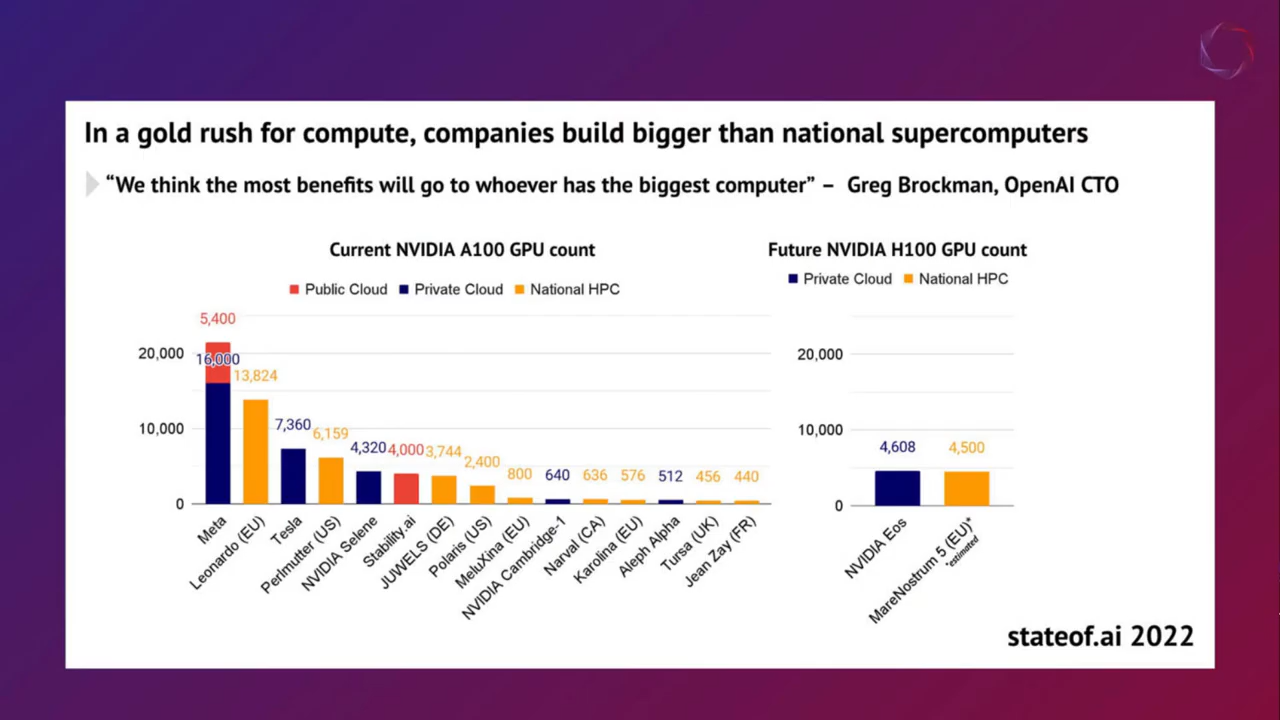 In a gold rush for compute, companies build bigger than national supercomputers
“We think the most benefits will go to whoever has the biggest computer” – Greg Brockman, OpenAI CTO
Current NVIDIA A100 GPU count
Public Cloud Private Cloud National HPC
5,400
20,000
16,000
13,824
10,000
7,360
6,159
4,320
4,000
3,744
2,400
800
640
636
576
512
456
440
0
Meta
Leonardo (EU)
Tesla
Perlmutter (US)
NVIDIA Selene
Stability.ai
JUWELS (DE)
Polaris (US)
MeluXina (EU)
NVIDIA Cambridge-1
Narval (CA)
Karolina (EU)
Aleph Alpha
Tursa (UK)
Jean Zay (FR)
Future NVIDIA H100 GPU count
Private Cloud National HPC
20,000
10,000
4,608
4,500
0
NVIDIA Eos
MareNostrum 5 (EU)*
*estimated
stateof.ai 2022